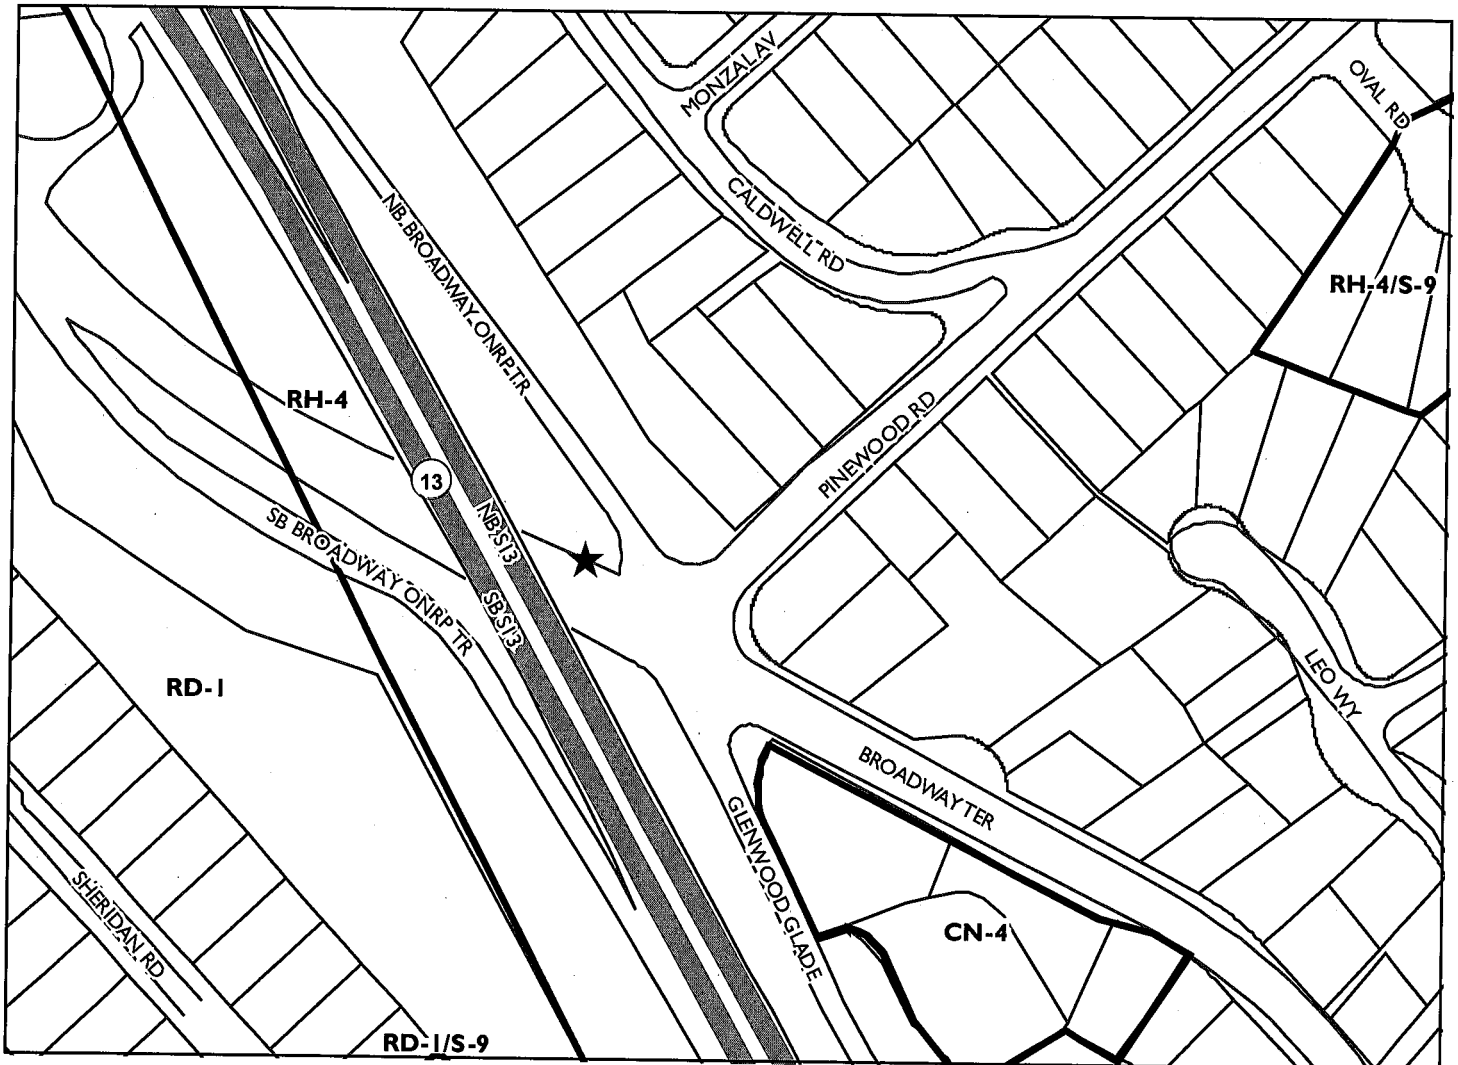 MONZAL AV
OVAL RD
CALDWELL RD
NB BROADWAY ONRP TR
RH-4/S-9
RH-4
PINEWOOD RD
13
NB S13
SB BROADWAY ONRP TR
SB S13
RD-1
LEO WY
BROADWAY TER
GLENWOOD GLADE
SHERIDAN RD
CN-4
RD-1/S-9